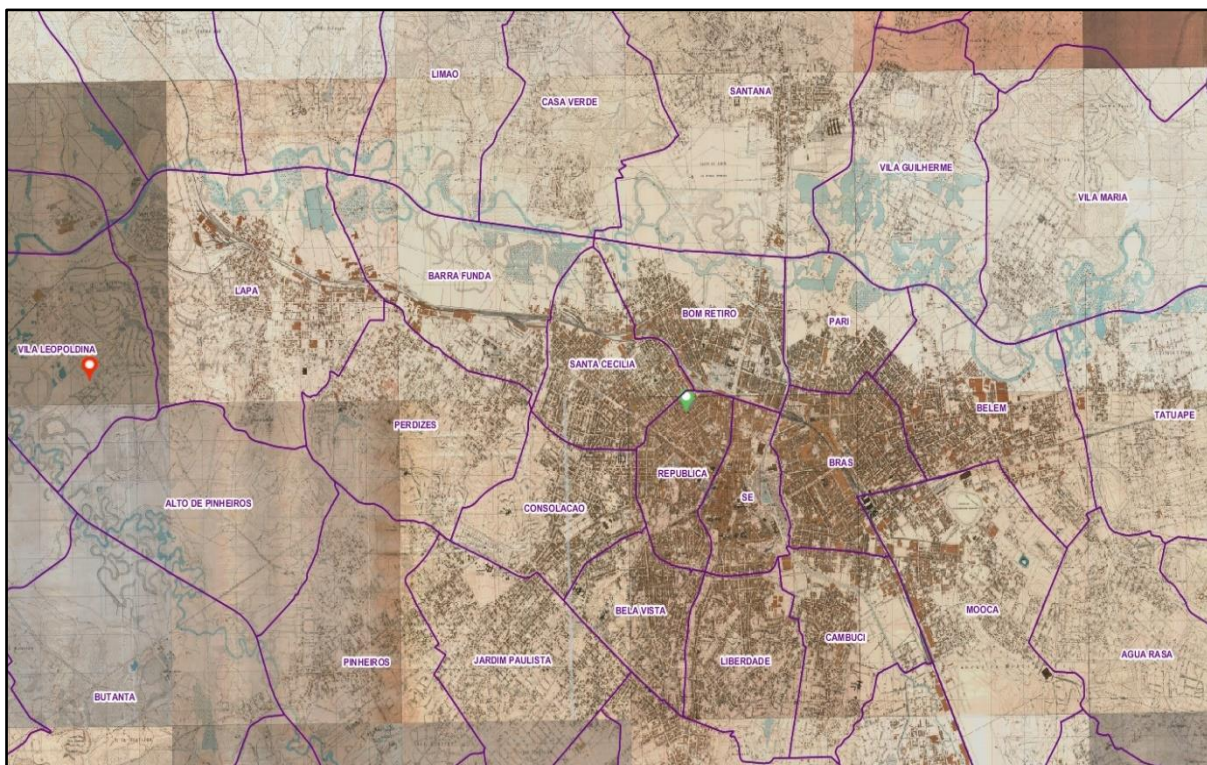 LIMAO
CASA VERDE
SANTANA
VILA GUILHERME
VILA MARIA
BARRA FUNDA
LAPA
BOM RETIRO
PARI
VILA LEOPOLDINA
SANTA CECILIA
BELEM
TATUAPE
PERDIZES
BRAS
REPUBLICA
SE
ALTO DE PINHEIROS
CONSOLACAO
BELA VISTA
MOOCA
CAMBUCI
AGUA RASA
PINHEIROS
JARDIM PAULISTA
LIBERDADE
BUTANTA